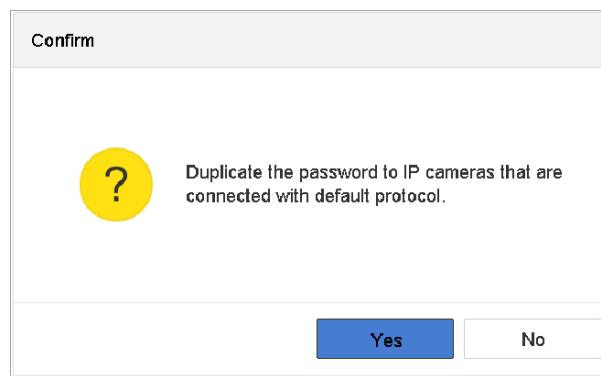 Confirm
?
Duplicate the password to IP cameras that are
connected with default protocol.
Yes
No